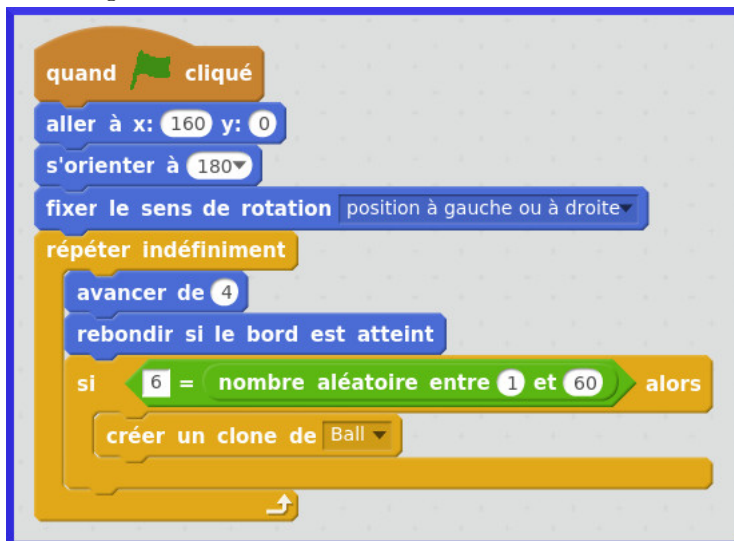 quand cliqué
aller à x: 160 y: 0
s'orienter à 180
fixer le sens de rotation position à gauche ou à droite
répéter indéfiniment
avancer de 4
rebondir si le bord est atteint
si 6 = nombre aléatoire entre 1 et 60 alors
créer un clone de Ball